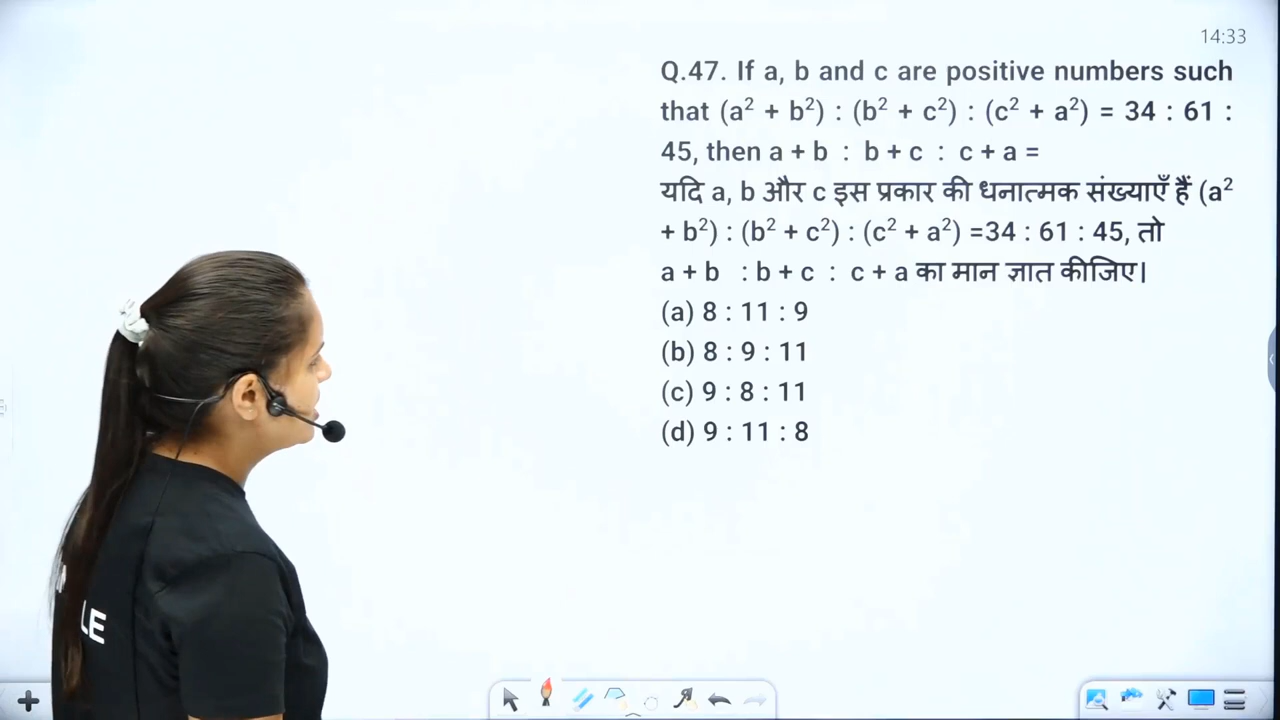 14:33
Q.47. If a, b and c are positive numbers such
that (a² + b²) : (b² + c²) : (c² + a²) = 34 : 61 :
45, then a + b : b + c : c + a =
यदि a, b और c इस प्रकार की धनात्मक संख्याएँ हैं (a²
+ b²) : (b² + c²) : (c² + a²) =34 : 61 : 45, तो
a + b : b + c : c + a का मान ज्ञात कीजिए।
(a) 8 : 11 : 9
(b) 8 : 9 : 11
(c) 9 : 8 : 11
(d) 9 : 11 : 8
LE